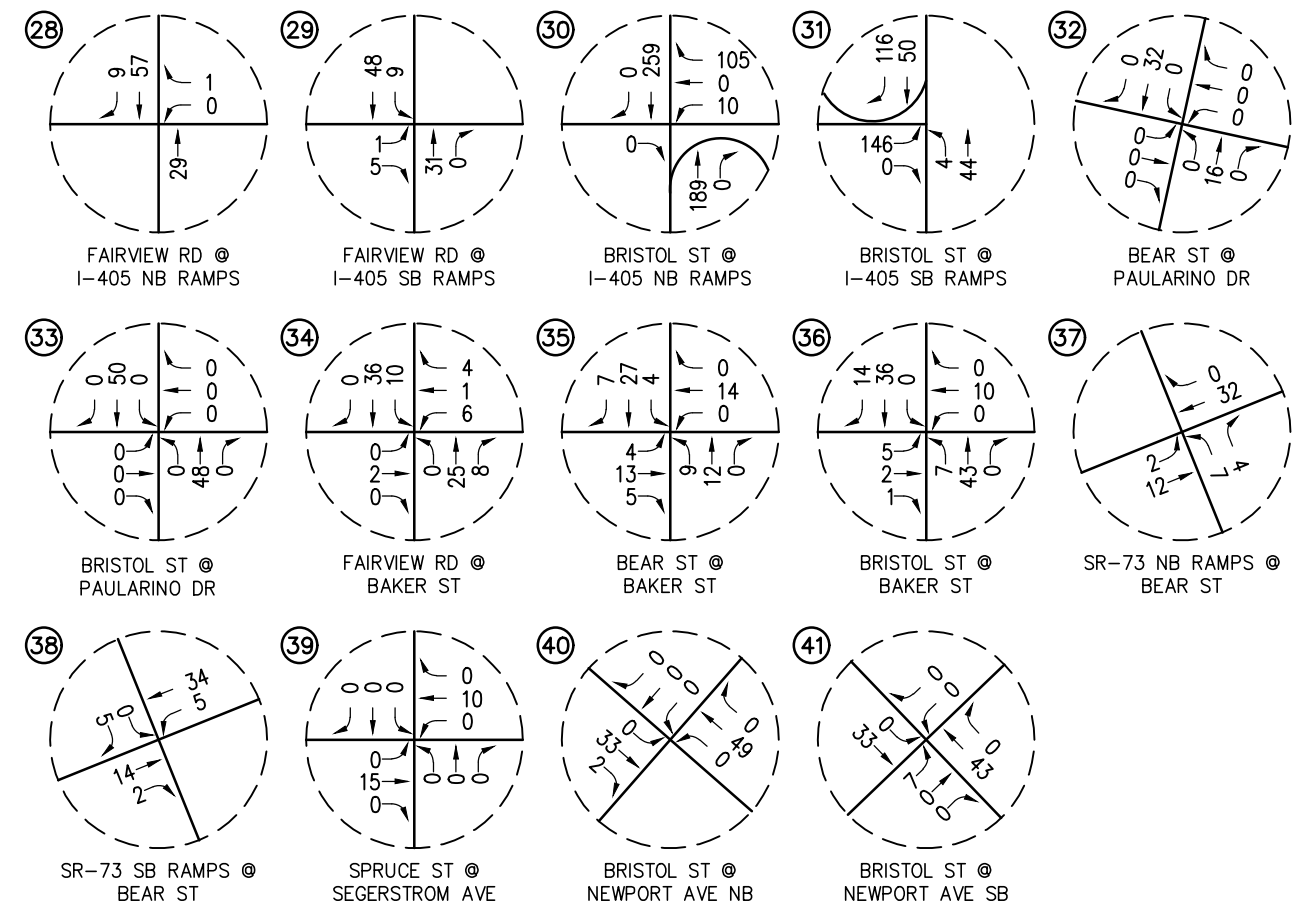 28
9 57
1
0
29
FAIRVIEW RD @
I-405 NB RAMPS
29
48 9
1
5
31 0
FAIRVIEW RD @
I-405 SB RAMPS
30
0 259
105
0
10
0
189 0
BRISTOL ST @
I-405 NB RAMPS
31
116 50
146
0
4 44
BRISTOL ST @
I-405 SB RAMPS
32
0 32 0
0
0
0
0
0
0
0 16 0
BEAR ST @
PAULARINO DR
33
0 50 0
0
0
0
0
0
0
0 48 0
BRISTOL ST @
PAULARINO DR
34
0 36 10
4
1
6
0
2
0
0 25 8
FAIRVIEW RD @
BAKER ST
35
7 27 4
0
14
0
4
13
5
9 12 0
BEAR ST @
BAKER ST
36
14 36 0
0
10
0
5
2
1
7 43 0
BRISTOL ST @
BAKER ST
37
0
32
2
12
7 4
SR-73 NB RAMPS @
BEAR ST
38
5 0
34
5
14
2
SR-73 SB RAMPS @
BEAR ST
39
0 0 0
0
10
0
0
15
0
0 0 0
SPRUCE ST @
SEGERSTROM AVE
40
0 0 0
0
33
2
0
49
0
BRISTOL ST @
NEWPORT AVE NB
41
0 0
0
33
0
43
7 0 0
BRISTOL ST @
NEWPORT AVE SB